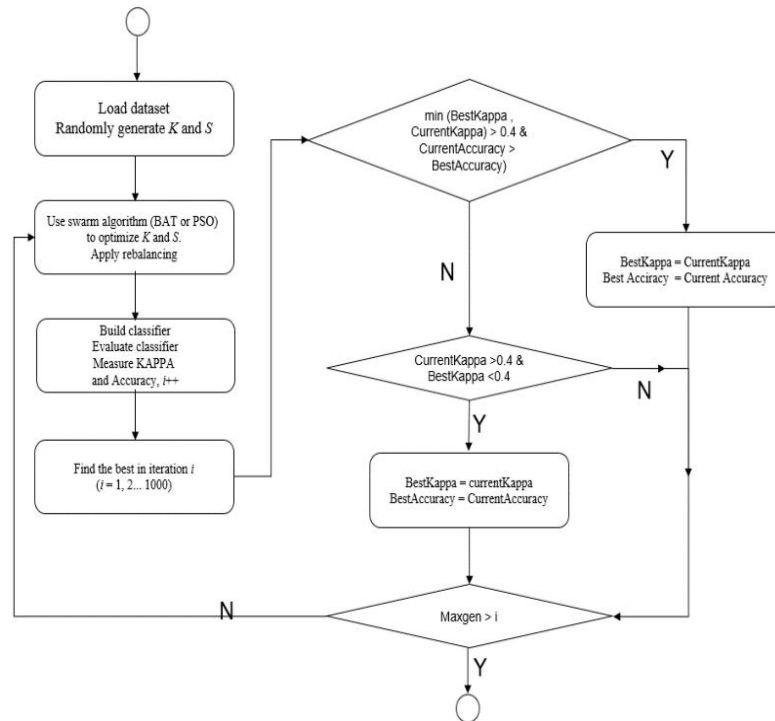 Load dataset
Randomly generate K and S
Use swarm algorithm (BAT or PSO)
to optimize K and S.
Apply rebalancing
Build classifier
Evaluate classifier
Measure KAPPA
and Accuracy, i++
Find the best in iteration i
(i = 1, 2... 1000)
min (BestKappa ,
CurrentKappa) > 0.4 &
CurrentAccuracy >
BestAccuracy)
Y
N
BestKappa = CurrentKappa
Best Acciracy = Current Accuracy
CurrentKappa >0.4 &
BestKappa <0.4
N
Y
BestKappa = currentKappa
BestAccuracy = CurrentAccuracy
N
Maxgen > i
Y